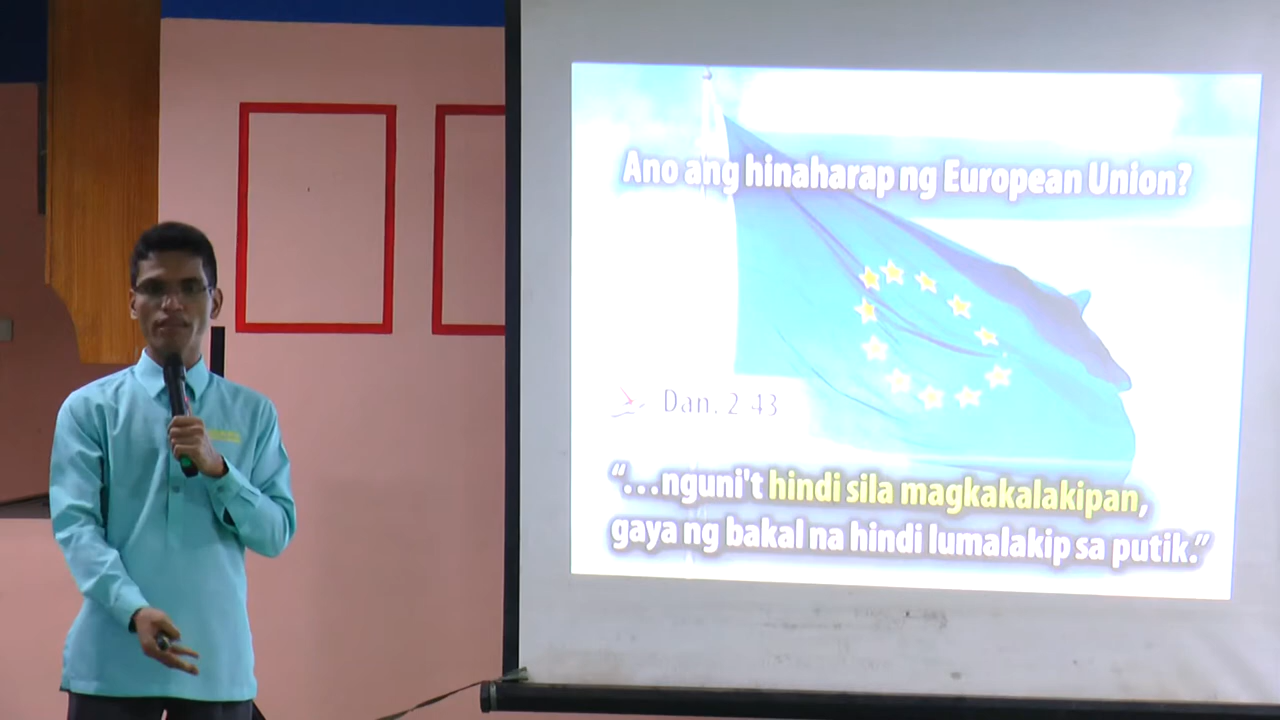 Ano ang hinaharap ng European Union?
Dan. 2 43
“…nguni't hindi sila magkakalakipan,
gaya ng bakal na hindi lumalakip sa putik.”